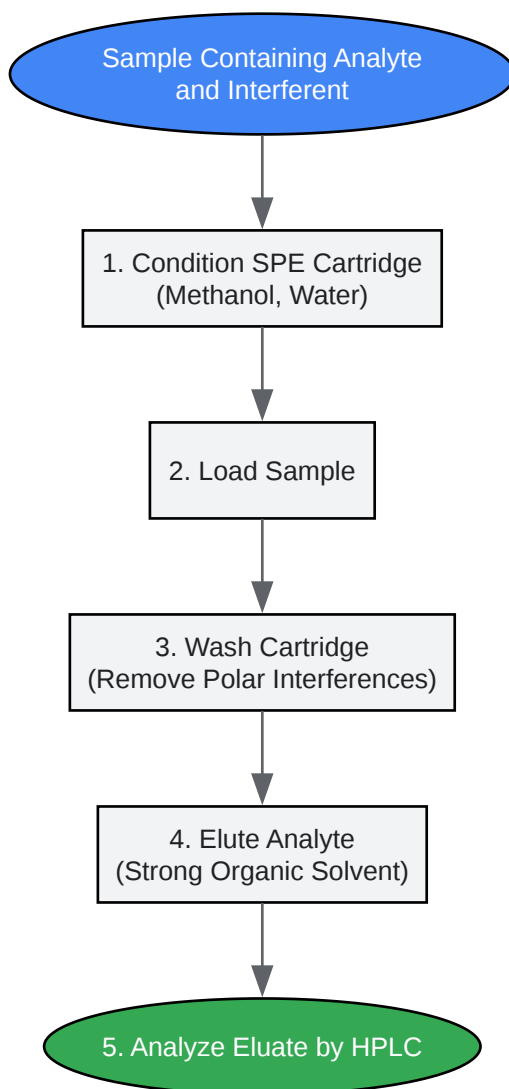 Sample Containing Analyte
and Interferent
1. Condition SPE Cartridge
(Methanol, Water)
2. Load Sample
3. Wash Cartridge
(Remove Polar Interferences)
4. Elute Analyte
(Strong Organic Solvent)
5. Analyze Eluate by HPLC